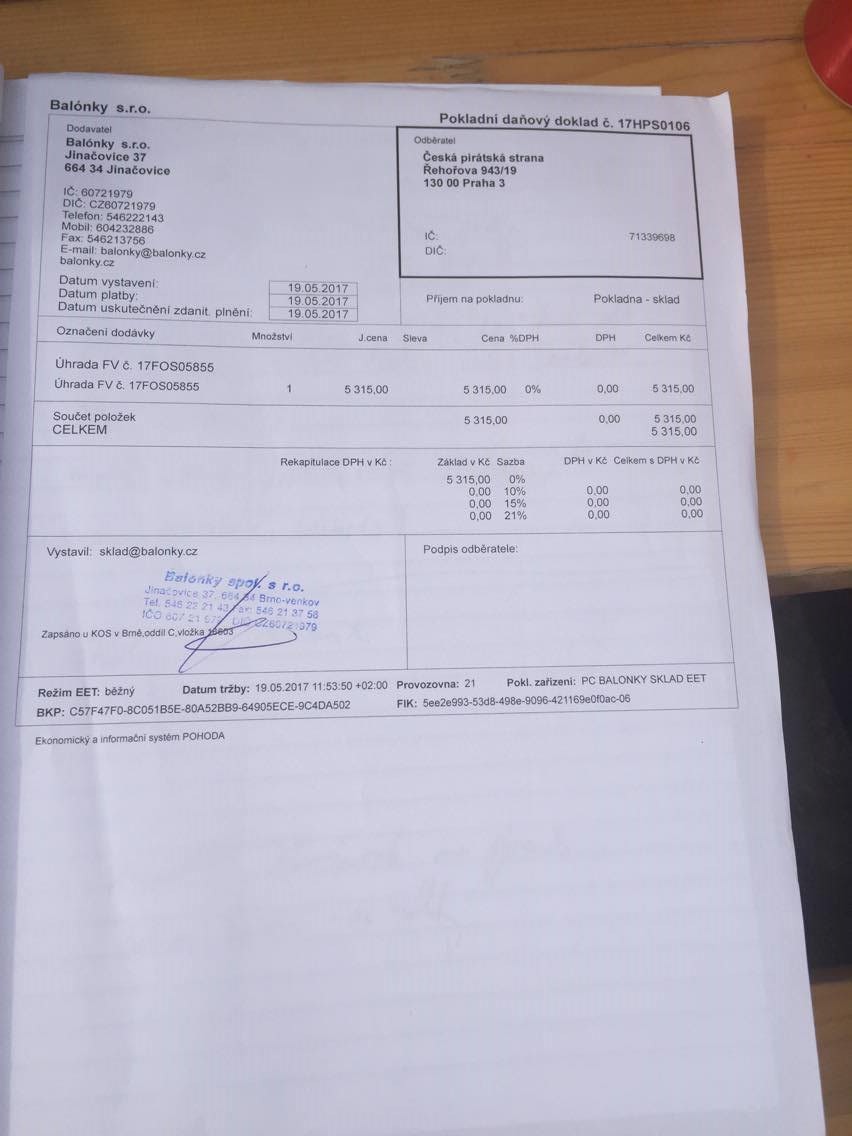 Balónky s.r.o.
Pokladní daňový doklad č. 17HPS0106
Dodavatel
Balónky s.r.o.
Jinačovice 37
664 34 Jinačovice
IČ: 60721979
DIČ: CZ60721979
Telefon: 546222143
Mobil: 604232886
Fax: 546213756
E-mail: balonky@balonky.cz
balonky.cz
Odběratel
Česká pirátská strana
Řehořova 943/19
130 00 Praha 3
IČ: 71339698
DIČ:
Datum vystavení: 19.05.2017
Datum platby: 19.05.2017
Datum uskutečnění zdanit. plnění: 19.05.2017
Příjem na pokladnu: Pokladna - sklad
Označení dodávky Množství J.cena Sleva Cena %DPH DPH Celkem Kč
Úhrada FV č. 17FOS05855
Úhrada FV č. 17FOS05855 1 5 315,00 5 315,00 0% 0,00 5 315,00
Součet položek 5 315,00 0,00 5 315,00
CELKEM 5 315,00
Rekapitulace DPH v Kč : Základ v Kč Sazba DPH v Kč Celkem s DPH v Kč
5 315,00 0%
0,00 10% 0,00 0,00
0,00 15% 0,00 0,00
0,00 21% 0,00 0,00
Vystavil: sklad@balonky.cz
Podpis odběratele:
Balónky spol. s r.o.
Jinačovice 37, 664 34 Brno-venkov
Tel. 546 22 21 43 Fax: 546 21 37 56
IČO 607 21 979 DIČ CZ60721979
Zapsáno u KOS v Brně,oddíl C,vložka
Režim EET: běžný Datum tržby: 19.05.2017 11:53:50 +02:00 Provozovna: 21 Pokl. zařízení: PC BALONKY SKLAD EET
BKP: C57F47F0-8C051B5E-80A52BB9-64905ECE-9C4DA502 FIK: 5ee2e993-53d8-498e-9096-421169e0f0ac-06
Ekonomický a informační systém POHODA